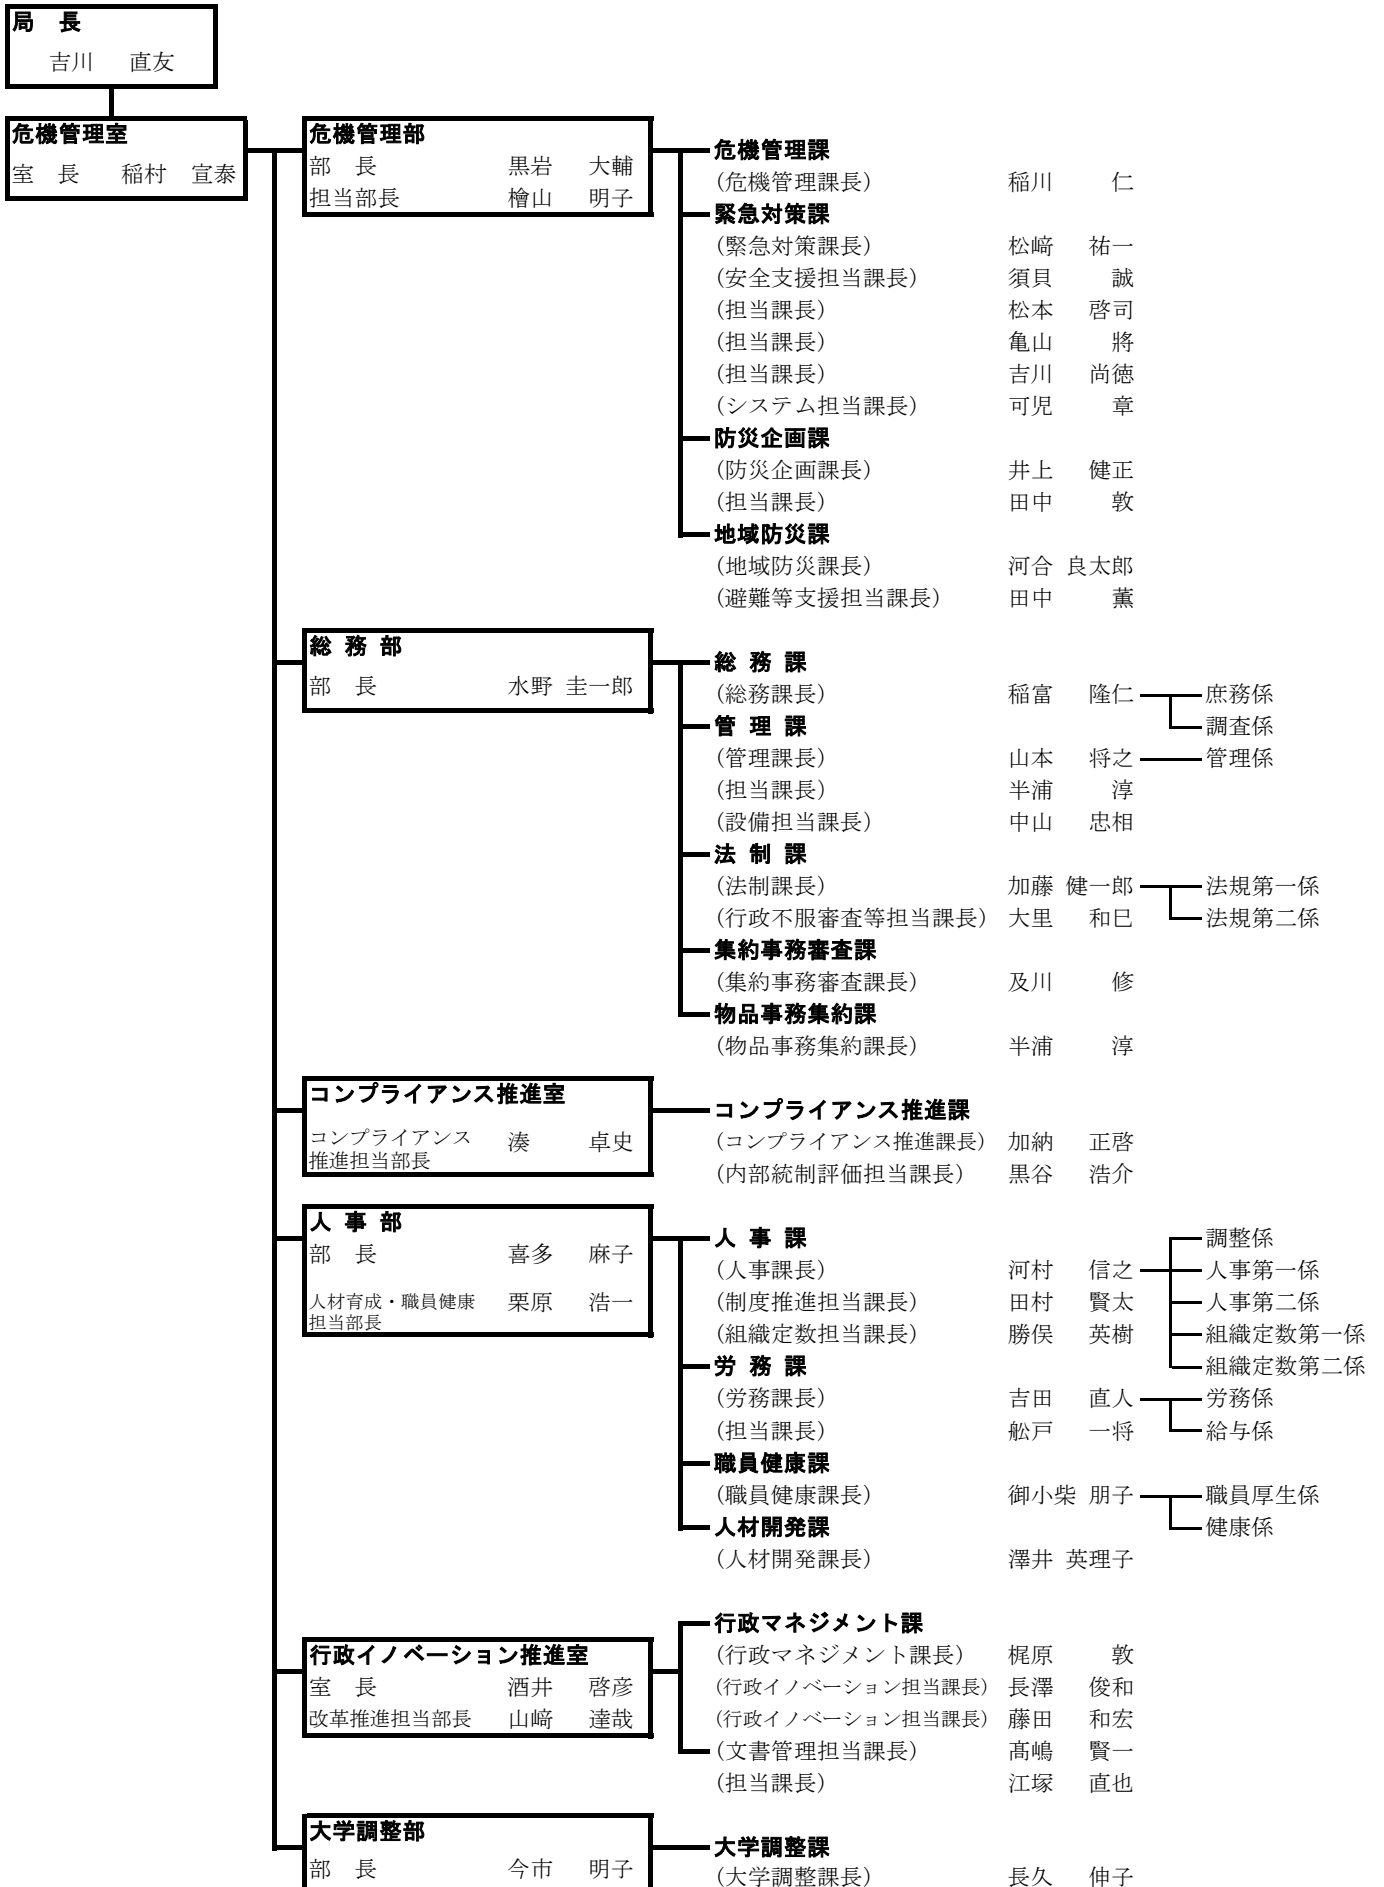 局　長
吉川　直友
危機管理室
室　長　稲村　宣泰
危機管理部
部　長　黒岩　大輔
担当部長　檜山　明子
危機管理課
(危機管理課長)　稲川　仁
緊急対策課
(緊急対策課長)　松﨑　祐一
(安全支援担当課長)　須貝　誠
(担当課長)　松本　啓司
(担当課長)　亀山　將
(担当課長)　吉川　尚徳
(システム担当課長)　可児　章
防災企画課
(防災企画課長)　井上　健正
(担当課長)　田中　敦
地域防災課
(地域防災課長)　河合 良太郎
(避難等支援担当課長)　田中　薫
総 務 部
部　長　水野 圭一郎
総 務 課
(総務課長)　稲富　隆仁　庶務係
調査係
管 理 課
(管理課長)　山本　将之　管理係
(担当課長)　半浦　淳
(設備担当課長)　中山　忠相
法 制 課
(法制課長)　加藤 健一郎　法規第一係
(行政不服審査等担当課長)　大里　和巳　法規第二係
集約事務審査課
(集約事務審査課長)　及川　修
物品事務集約課
(物品事務集約課長)　半浦　淳
コンプライアンス推進室
コンプライアンス
推進担当部長　湊　卓史
コンプライアンス推進課
(コンプライアンス推進課長)　加納　正啓
(内部統制評価担当課長)　黒谷　浩介
人 事 部
部　長　喜多　麻子
人材育成・職員健康
担当部長　栗原　浩一
人 事 課　調整係
(人事課長)　河村　信之　人事第一係
(制度推進担当課長)　田村　賢太　人事第二係
(組織定数担当課長)　勝俣　英樹　組織定数第一係
労 務 課　組織定数第二係
(労務課長)　吉田　直人　労務係
(担当課長)　舩戸　一将　給与係
職員健康課
(職員健康課長)　御小柴 朋子　職員厚生係
人材開発課　健康係
(人材開発課長)　澤井 英理子
行政イノベーション推進室
室　長　酒井　啓彦
改革推進担当部長　山﨑　達哉
行政マネジメント課
(行政マネジメント課長)　梶原　敦
(行政イノベーション担当課長)　長澤　俊和
(行政イノベーション担当課長)　藤田　和宏
(文書管理担当課長)　髙嶋　賢一
(担当課長)　江塚　直也
大学調整部
部　長　今市　明子
大学調整課
(大学調整課長)　長久　伸子